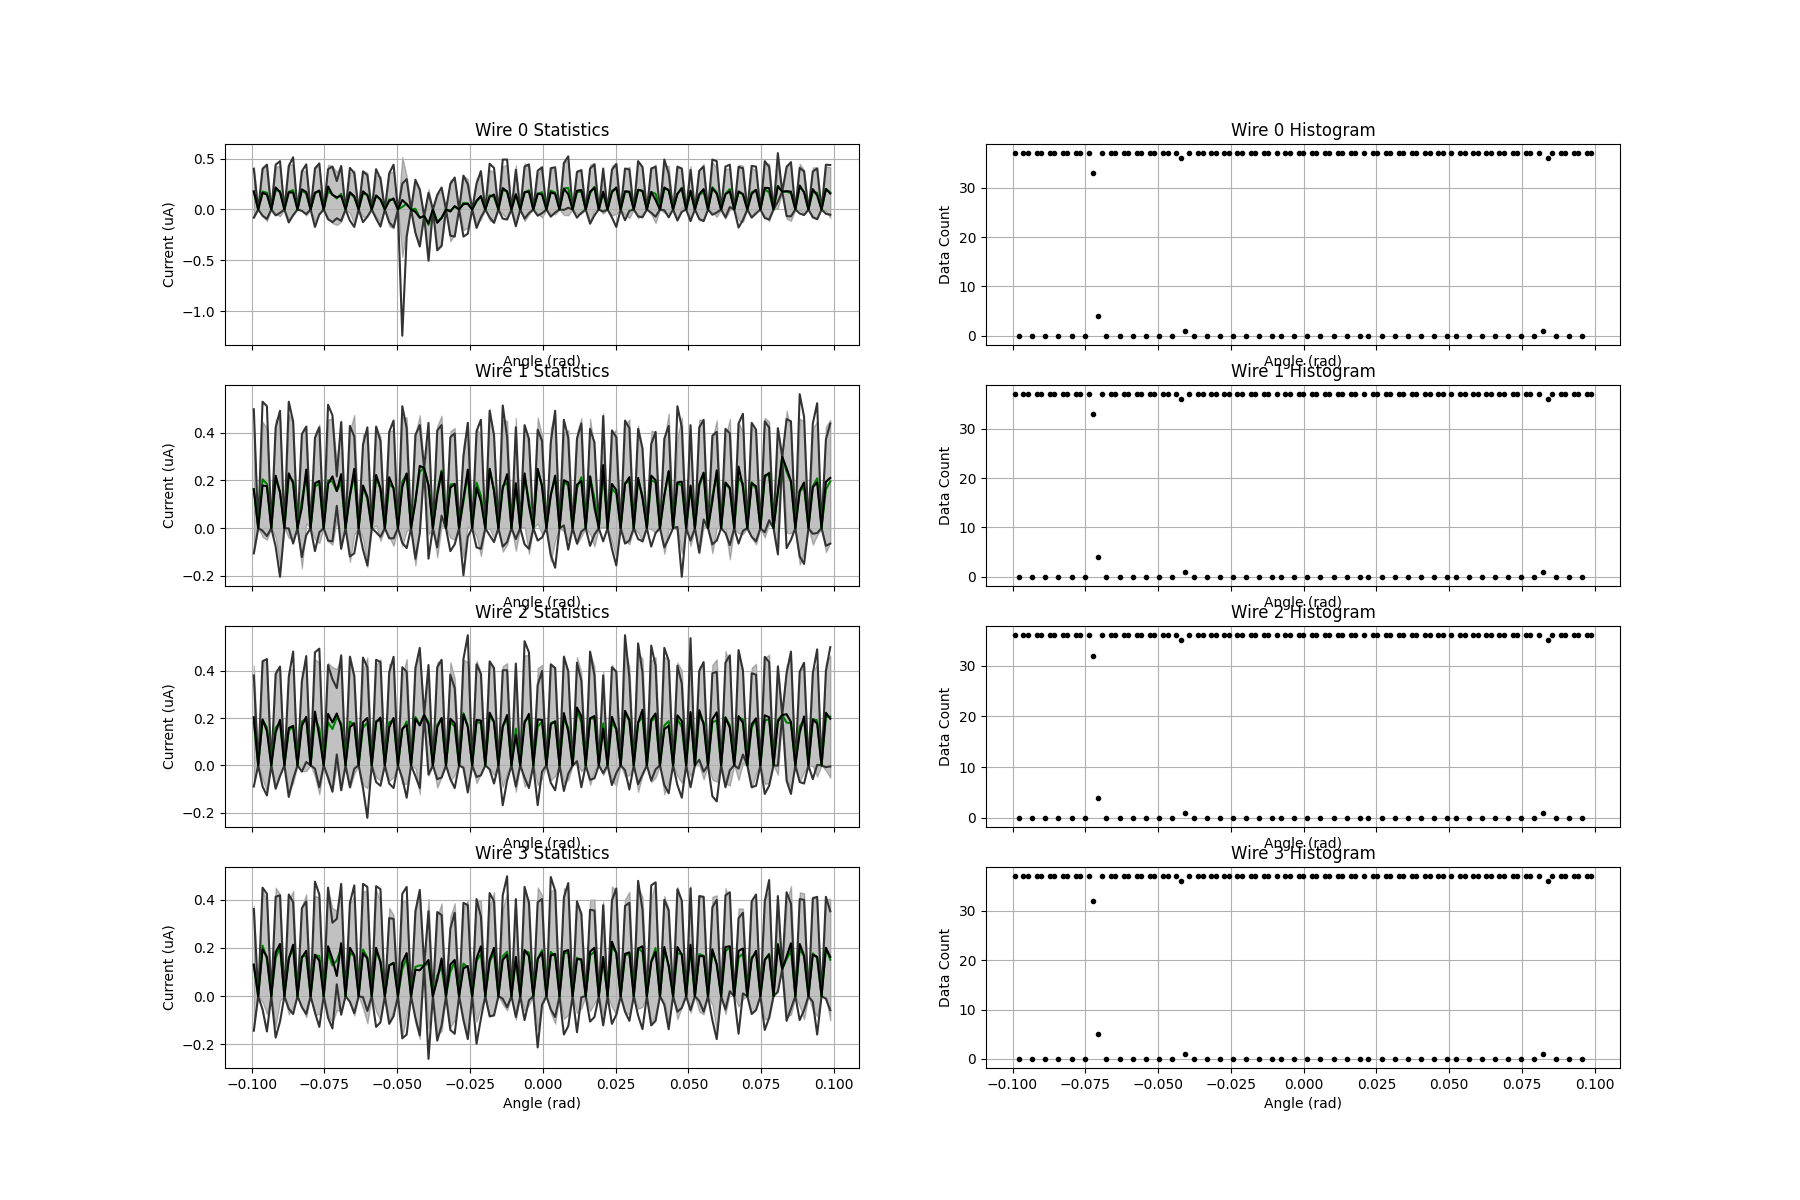 Wire 0 Statistics
Current (uA)
0.5
0.0
−0.5
−1.0
Angle (rad)
Wire 0 Histogram
Data Count
30
20
10
0
Angle (rad)
Wire 1 Statistics
Current (uA)
0.4
0.2
0.0
−0.2
Angle (rad)
Wire 1 Histogram
Data Count
30
20
10
0
Angle (rad)
Wire 2 Statistics
Current (uA)
0.4
0.2
0.0
−0.2
Angle (rad)
Wire 2 Histogram
Data Count
30
20
10
0
Angle (rad)
Wire 3 Statistics
Current (uA)
0.4
0.2
0.0
−0.2
−0.100 −0.075 −0.050 −0.025 0.000 0.025 0.050 0.075 0.100
Angle (rad)
Wire 3 Histogram
Data Count
30
20
10
0
−0.100 −0.075 −0.050 −0.025 0.000 0.025 0.050 0.075 0.100
Angle (rad)